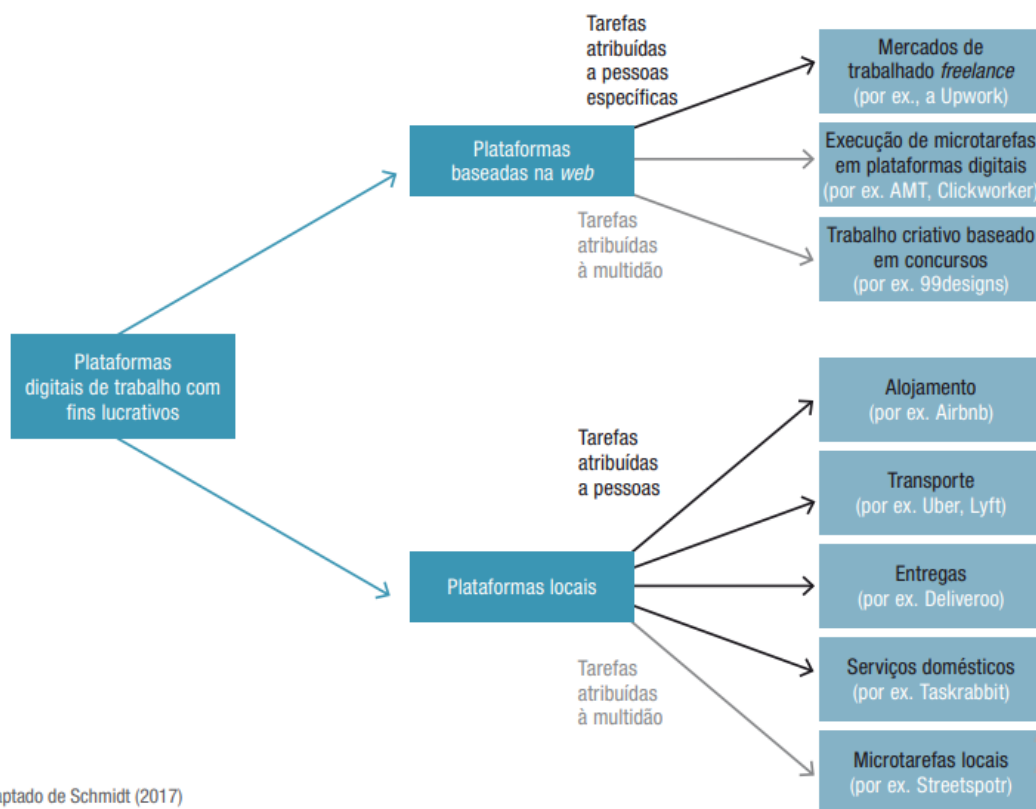 Tarefas
atribuídas
a pessoas
específicas
Mercados de
trabalhado freelance
(por ex., a Upwork)
Plataformas
baseadas na web
Execução de microtarefas
em plataformas digitais
(por ex. AMT, Clickworker)
Tarefas
atribuídas
à multidão
Trabalho criativo baseado
em concursos
(por ex. 99designs)
Plataformas
digitais de trabalho com
fins lucrativos
Tarefas
atribuídas
a pessoas
Alojamento
(por ex. Airbnb)
Transporte
(por ex. Uber, Lyft)
Plataformas locais
Entregas
(por ex. Deliveroo)
Serviços domésticos
(por ex. Taskrabbit)
Tarefas
atribuídas
à multidão
Microtarefas locais
(por ex. Streetspotr)
aptado de Schmidt (2017)